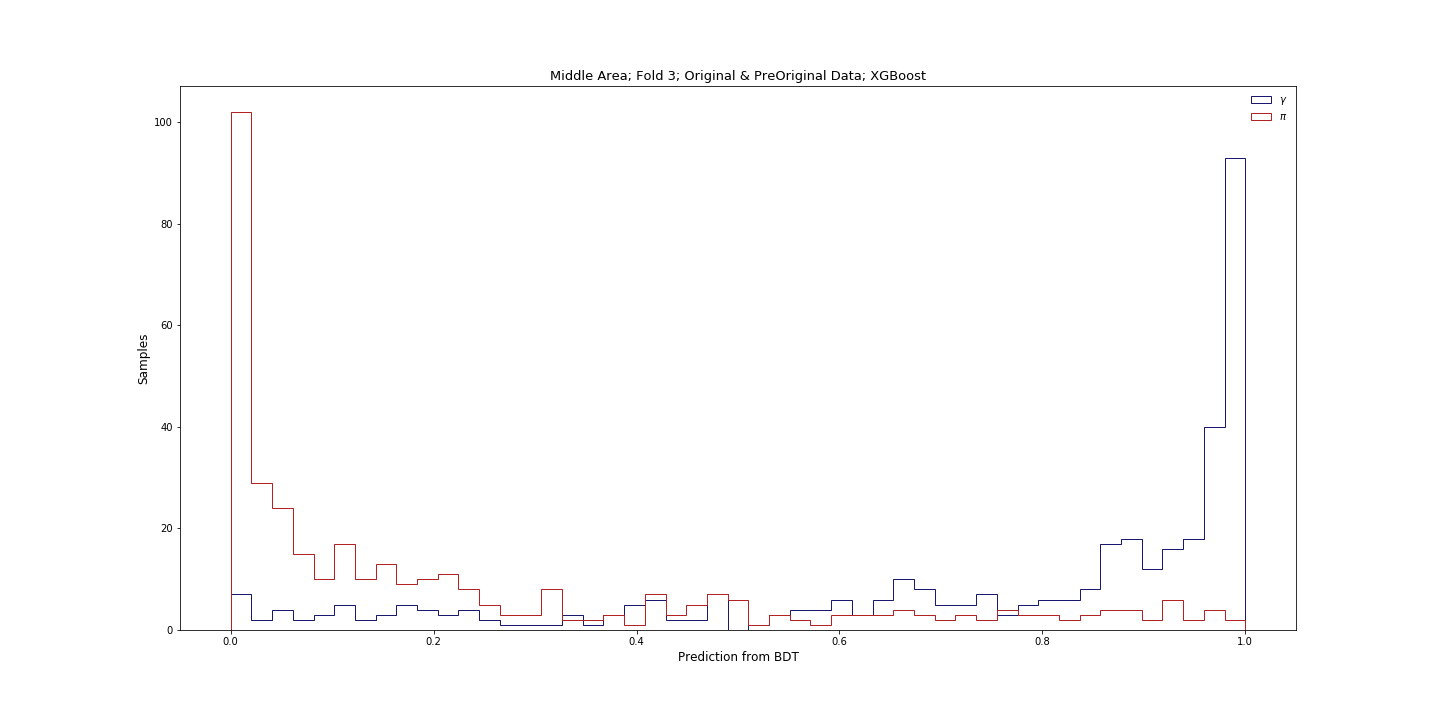 Middle Area; Fold 3; Original & PreOriginal Data; XGBoost
γ
π
100
80
60
40
20
0
Samples
0.0 0.2 0.4 0.6 0.8 1.0
Prediction from BDT